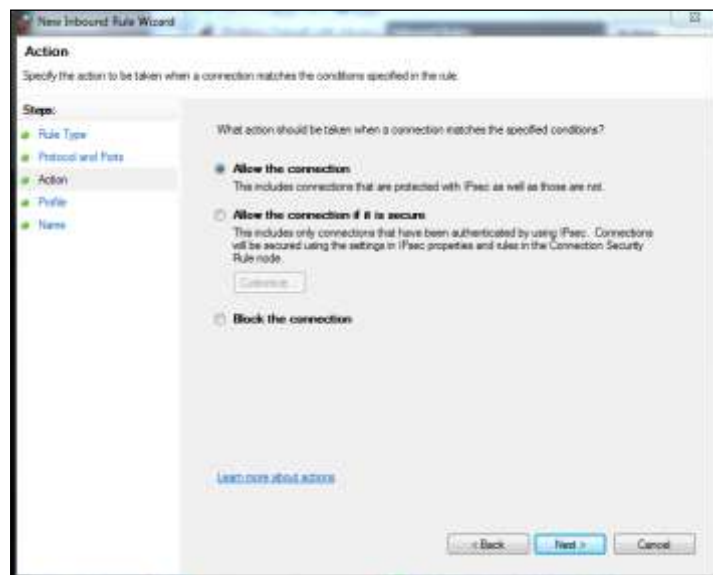 New Inbound Rule Wizard
Action
Specify the action to be taken when a connection matches the conditions specified in the rule.
Steps:
Rule Type
Protocol and Ports
Action
Profile
Name
What action should be taken when a connection matches the specified conditions?
Allow the connection
This includes connections that are protected with IPsec as well as those are not.
Allow the connection if it is secure
This includes only connections that have been authenticated by using IPsec. Connections
will be secured using the settings in IPsec properties and rules in the Connection Security
Rule node.
Customize...
Block the connection
Learn more about actions
< Back
Next >
Cancel